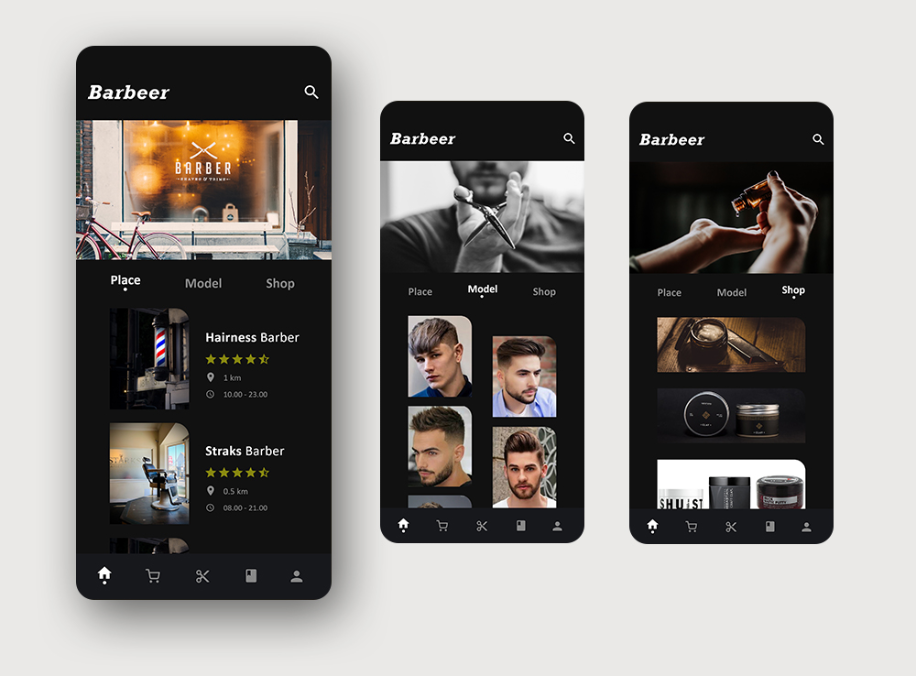 Barbeer
BARBER
SHAVES & TRIMS
Place
Model
Shop
Hairness Barber
1 km
10.00 - 23.00
Straks Barber
0.5 km
08.00 - 21.00
Barbeer
Place
Model
Shop
Barbeer
Place
Model
Shop